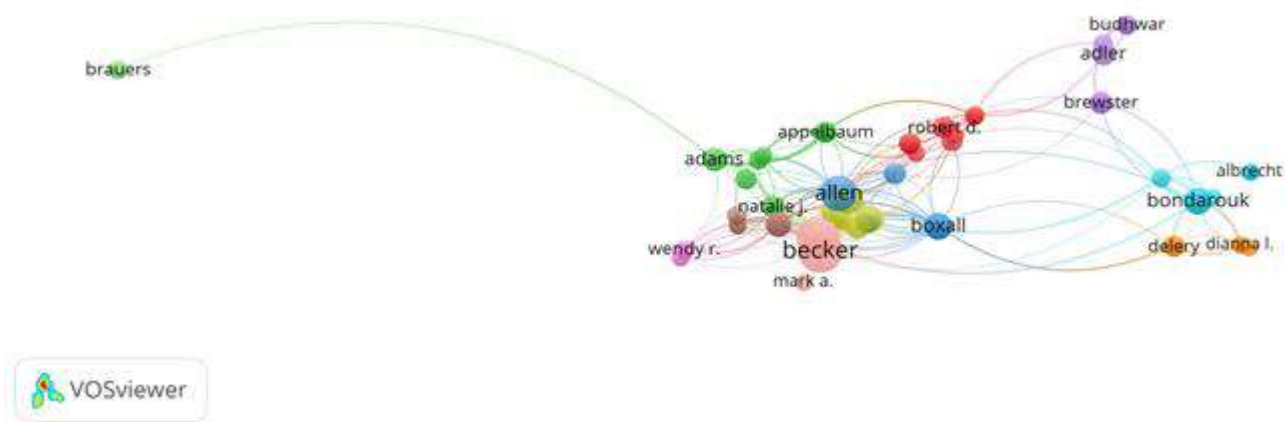 budhwar
adler
brauers
brewster
appelbaum
robert d.
adams
albrecht
allen
bondarouk
natalie j.
boxall
wendy r.
becker
delery
dianna l.
mark a.
VOSviewer